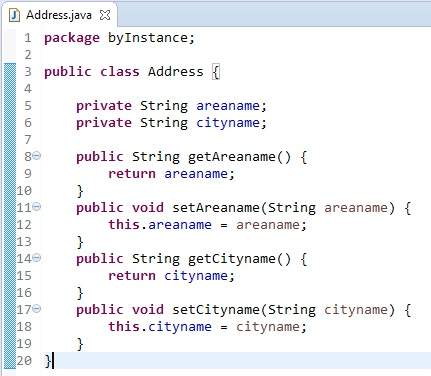 Address.java
1 package byInstance;
2
3 public class Address {
4
5     private String areaname;
6     private String cityname;
7
8     public String getAreaname() {
9         return areaname;
10     }
11     public void setAreaname(String areaname) {
12         this.areaname = areaname;
13     }
14     public String getCityname() {
15         return cityname;
16     }
17     public void setCityname(String cityname) {
18         this.cityname = cityname;
19     }
20 }